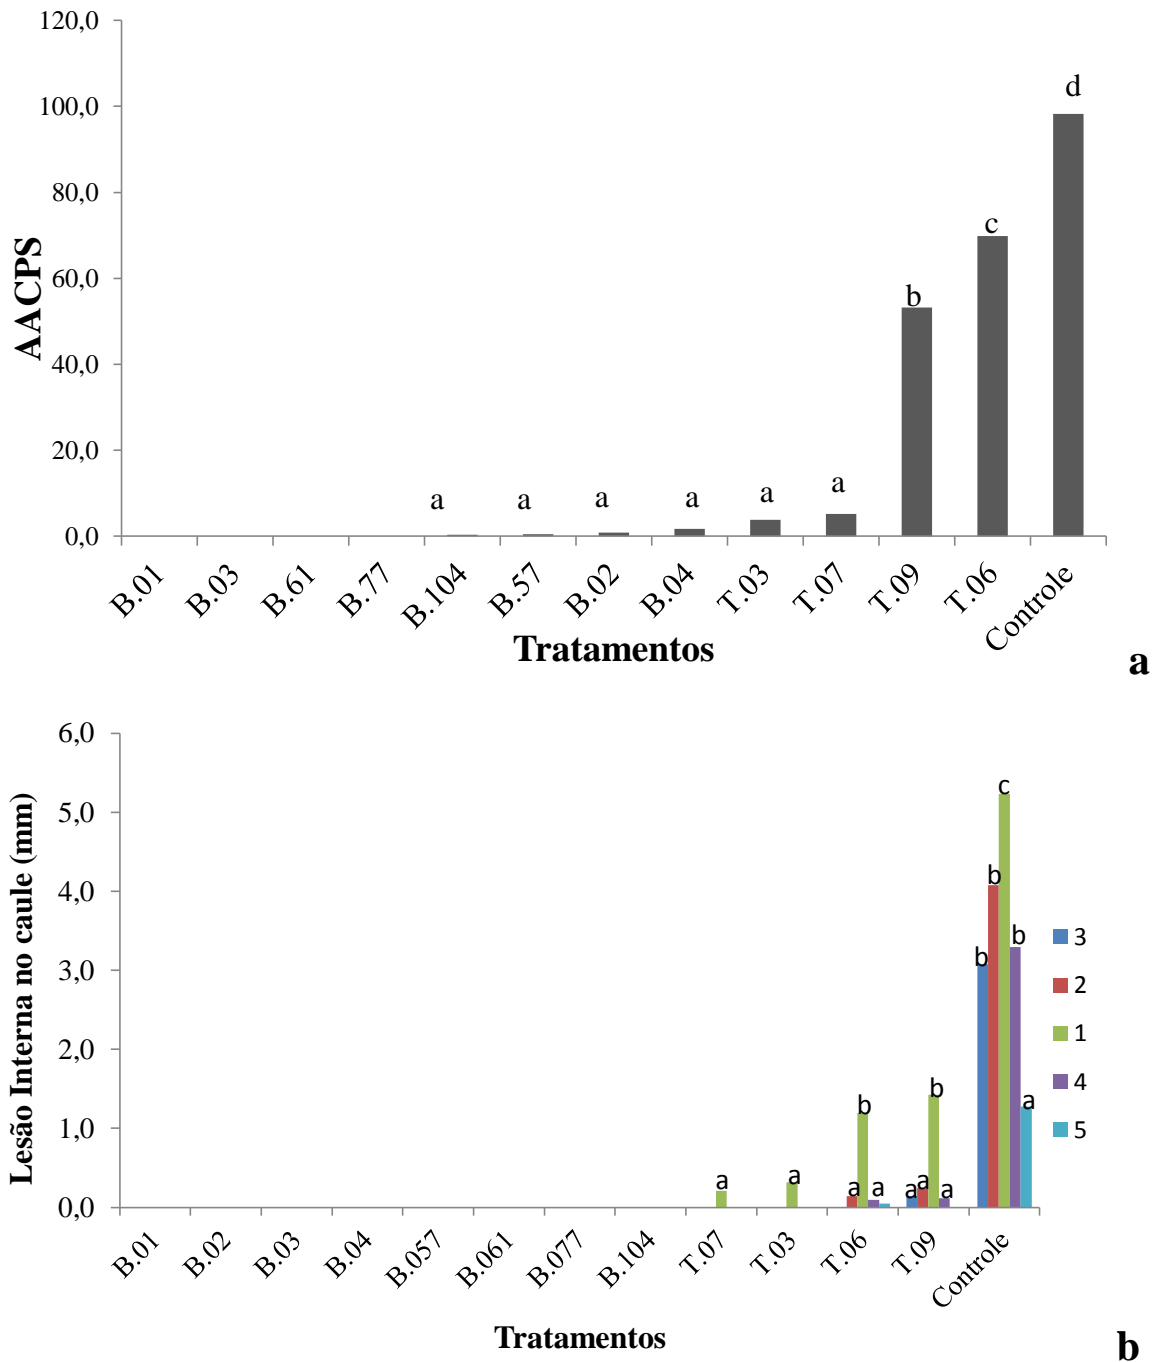 120,0
100,0
80,0
60,0
40,0
20,0
0,0
AACPS
a a a a a a b c d
B.01 B.03 B.61 B.77 B.104 B.57 B.02 B.04 T.03 T.07 T.09 T.06 Controle
Tratamentos
a
6,0
5,0
4,0
3,0
2,0
1,0
0,0
Lesão Interna no caule (mm)
a a a b a a a b a b b c b a
3
2
1
4
5
B.01 B.02 B.03 B.04 B.057 B.061 B.077 B.104 T.07 T.03 T.06 T.09 Controle
Tratamentos
b